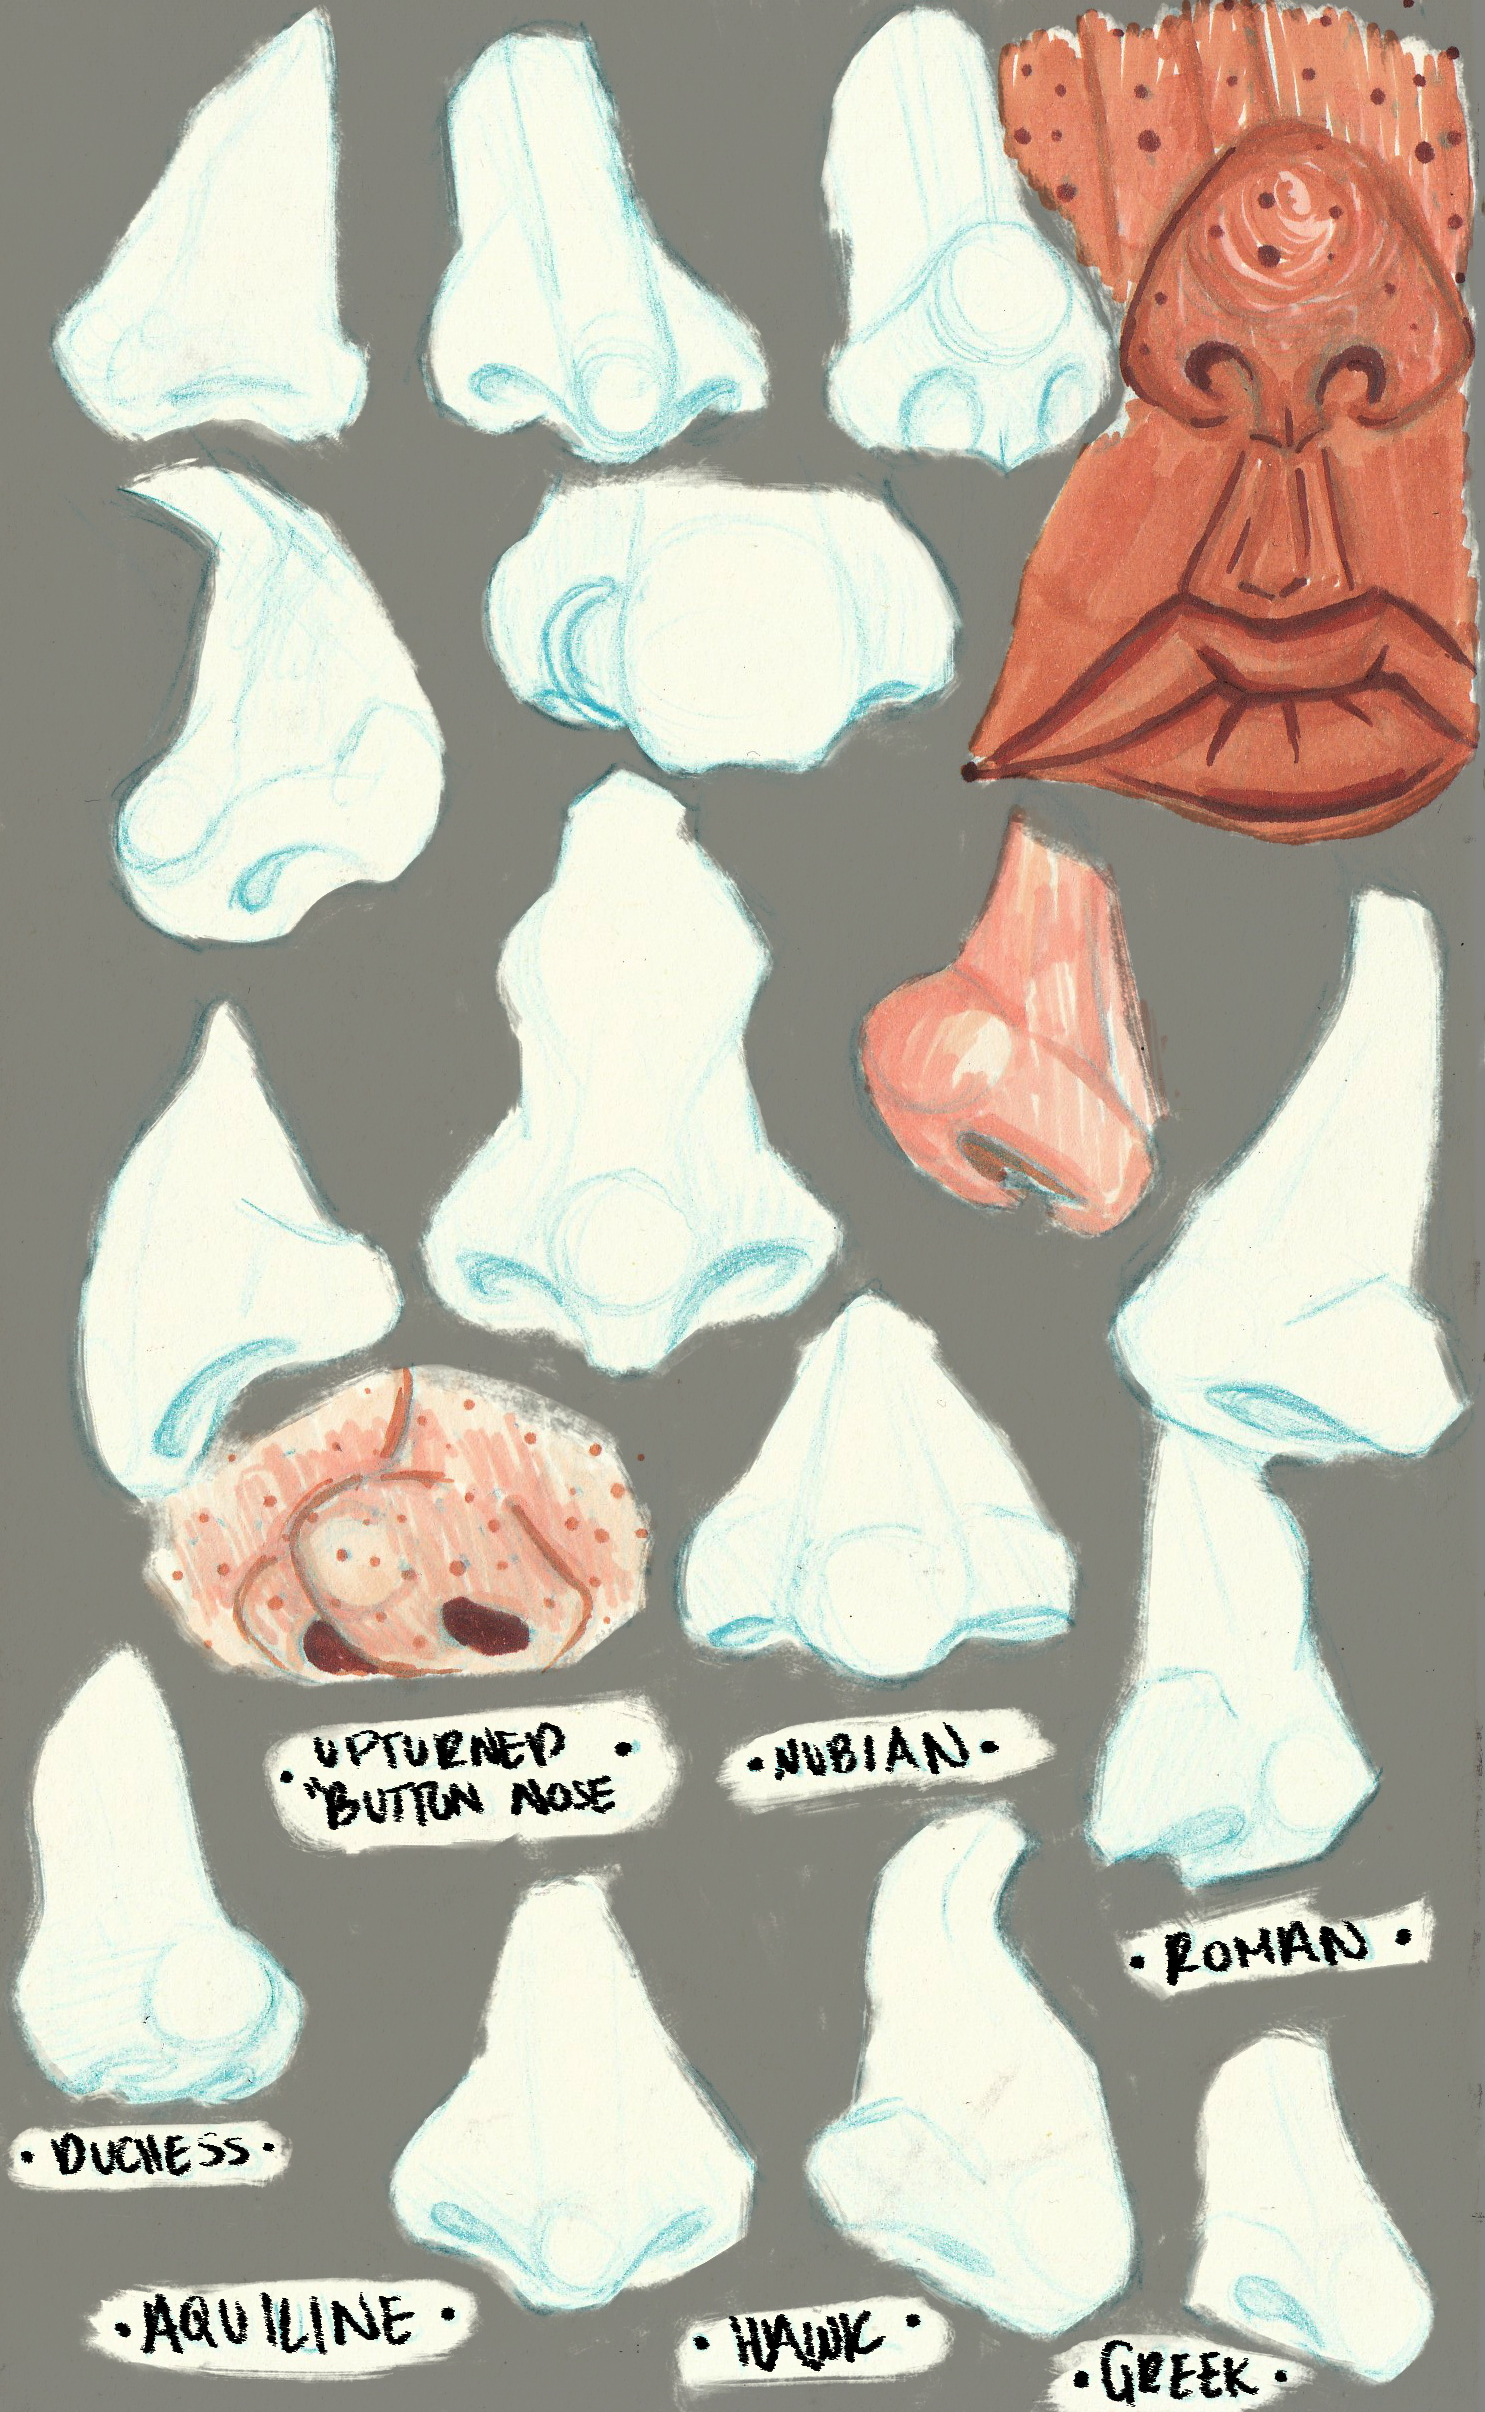 • UPTURNED •
"BUTTON NOSE
• NUBIAN •
• ROMAN •
• DUCHESS •
• AQUILINE •
• HAWK •
• GREEK •